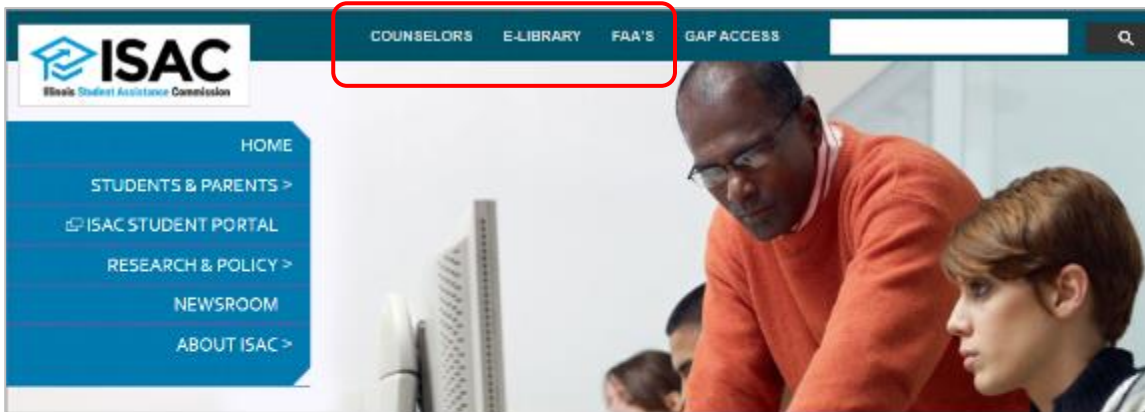 COUNSELORS E-LIBRARY FAA'S GAP ACCESS
ISAC
Illinois Student Assistance Commission
HOME
STUDENTS & PARENTS >
ISAC STUDENT PORTAL
RESEARCH & POLICY >
NEWSROOM
ABOUT ISAC >